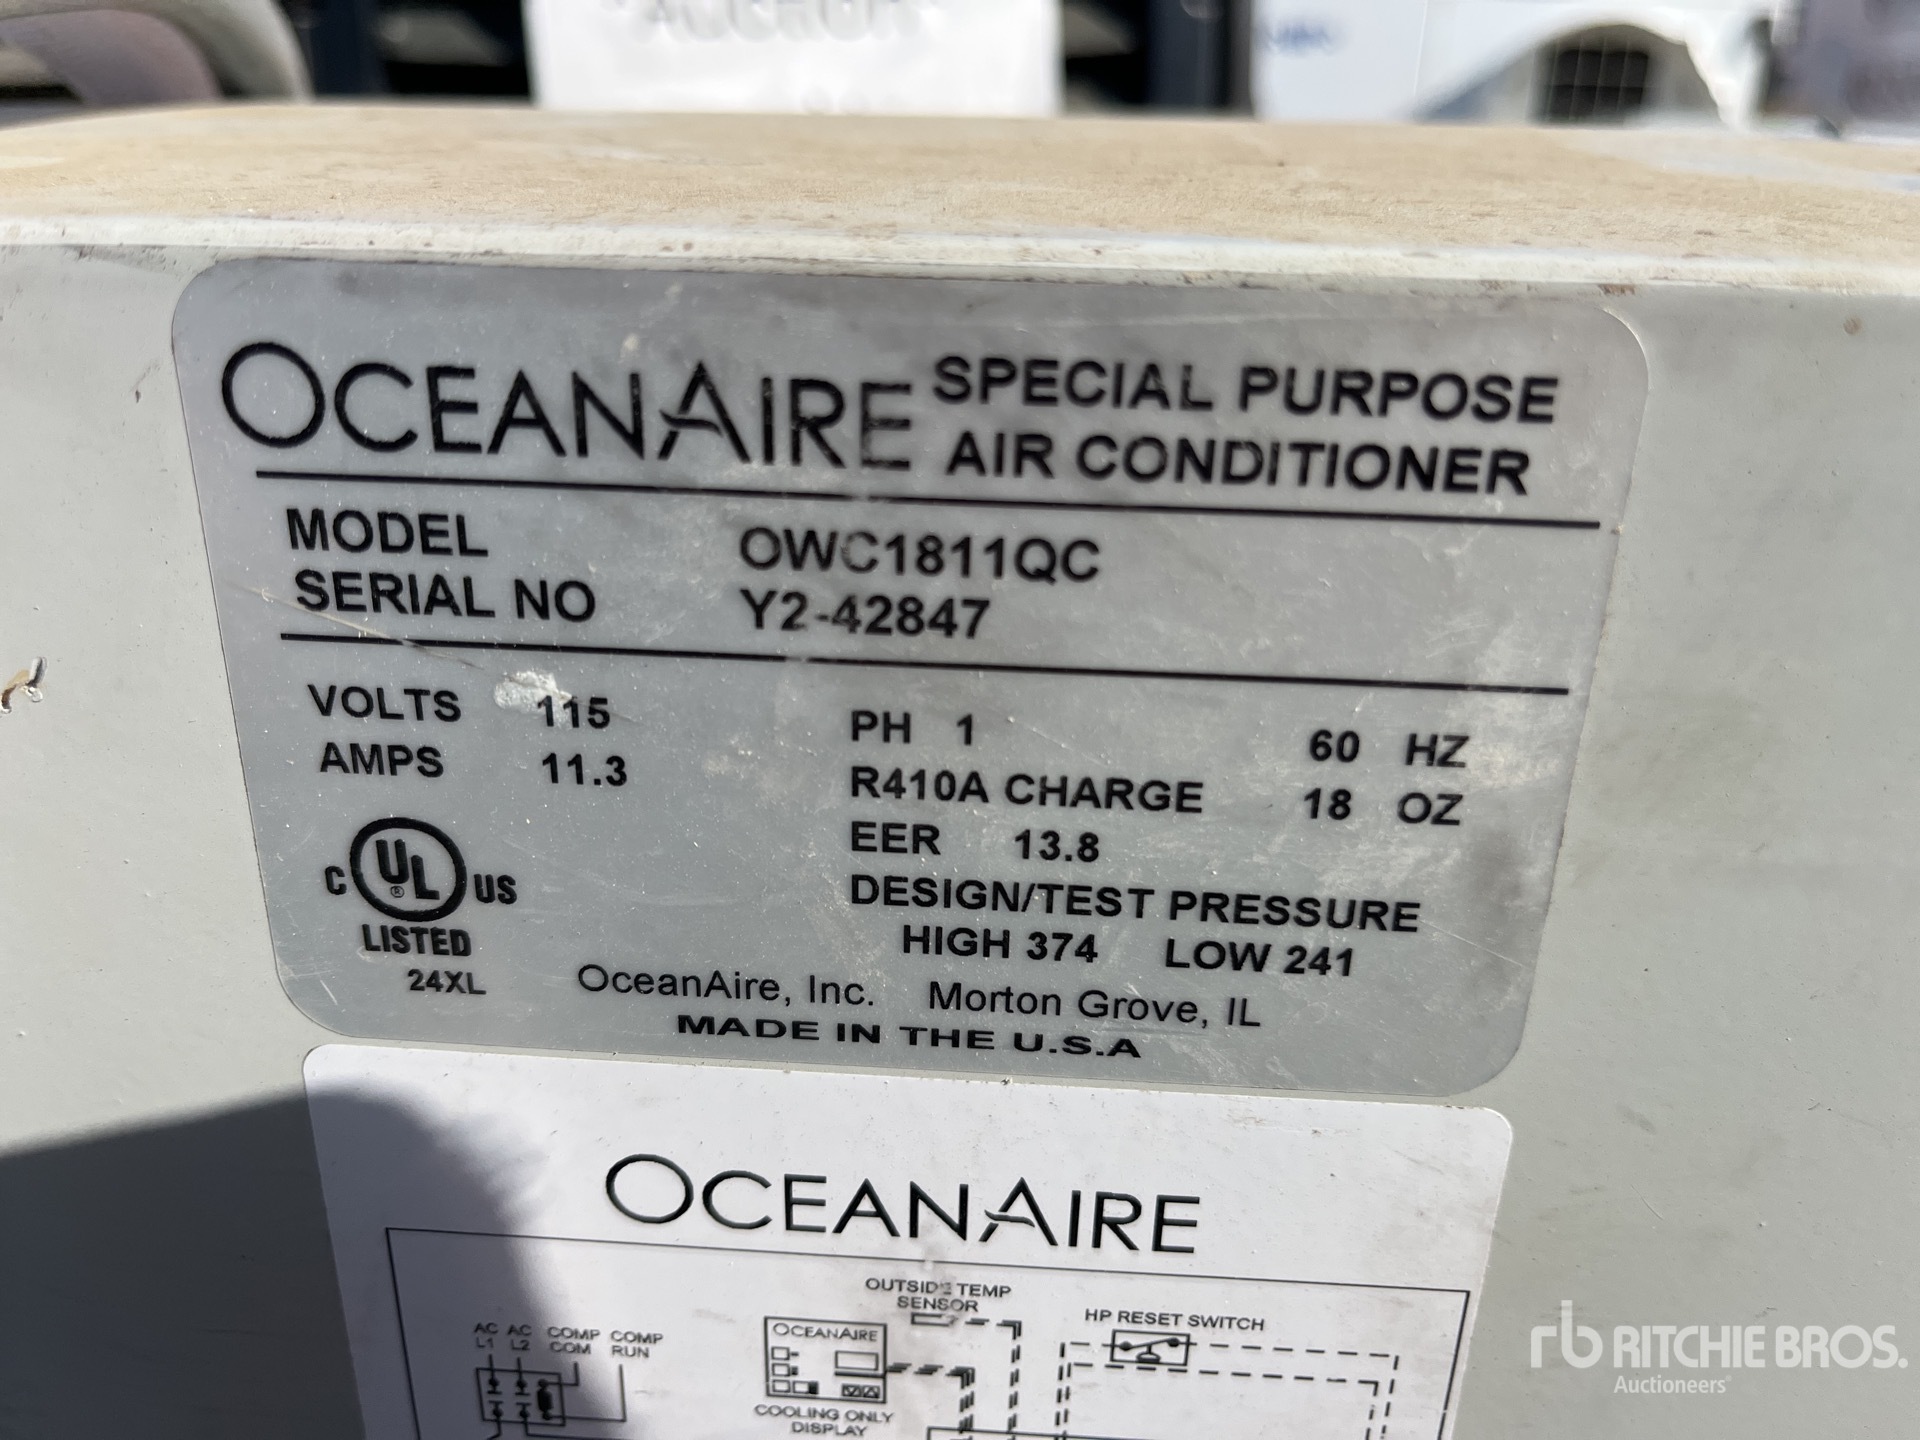 OCEANAIRE SPECIAL PURPOSE
AIR CONDITIONER
MODEL OWC1811QC
SERIAL NO Y2-42847
VOLTS 115 PH 1 60 HZ
AMPS 11.3 R410A CHARGE 18 OZ
EER 13.8
DESIGN/TEST PRESSURE
HIGH 374 LOW 241
C UL ® US
LISTED
24XL
OceanAire, Inc. Morton Grove, IL
MADE IN THE U.S.A
OCEANAIRE
OUTSIDE TEMP
SENSOR
HP RESET SWITCH
AC AC COMP COMP
L1 L2 COM RUN
OCEANAIRE
COOLING ONLY
DISPLAY
rb RITCHIE BROS.
Auctioneers